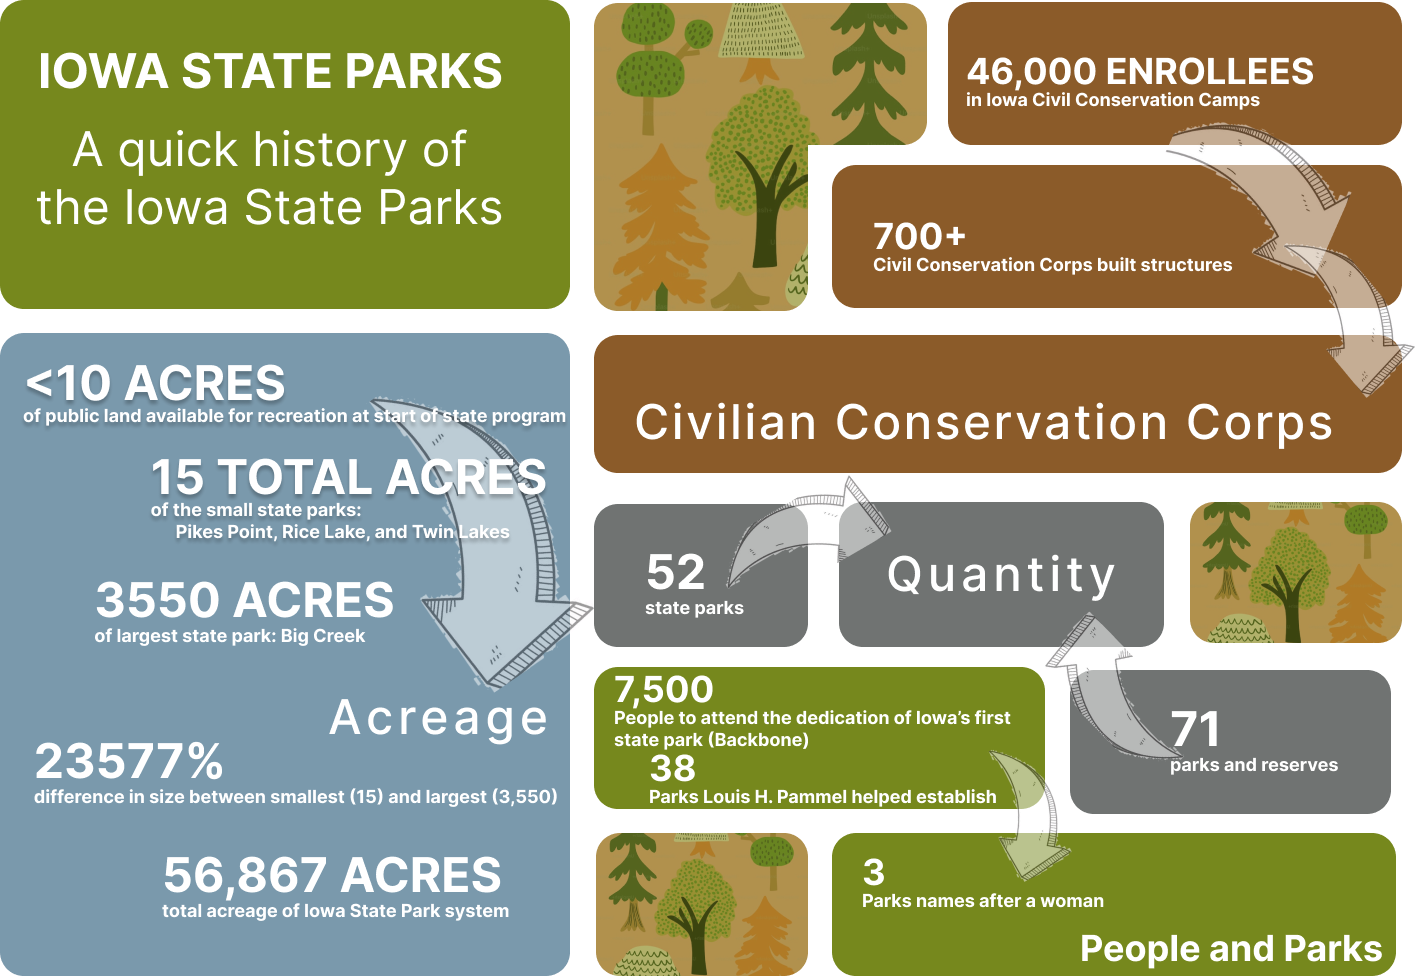 IOWA STATE PARKS
A quick history of
the Iowa State Parks
46,000 ENROLLEES
in Iowa Civil Conservation Camps
700+
Civil Conservation Corps built structures
Civilian Conservation Corps
<10 ACRES
of public land available for recreation at start of state program
15 TOTAL ACRES
of the small state parks:
Pikes Point, Rice Lake, and Twin Lakes
3550 ACRES
of largest state park: Big Creek
Acreage
23577%
difference in size between smallest (15) and largest (3,550)
56,867 ACRES
total acreage of Iowa State Park system
52
state parks
Quantity
71
parks and reserves
7,500
People to attend the dedication of Iowa’s first
state park (Backbone)
38
Parks Louis H. Pammel helped establish
3
Parks names after a woman
People and Parks